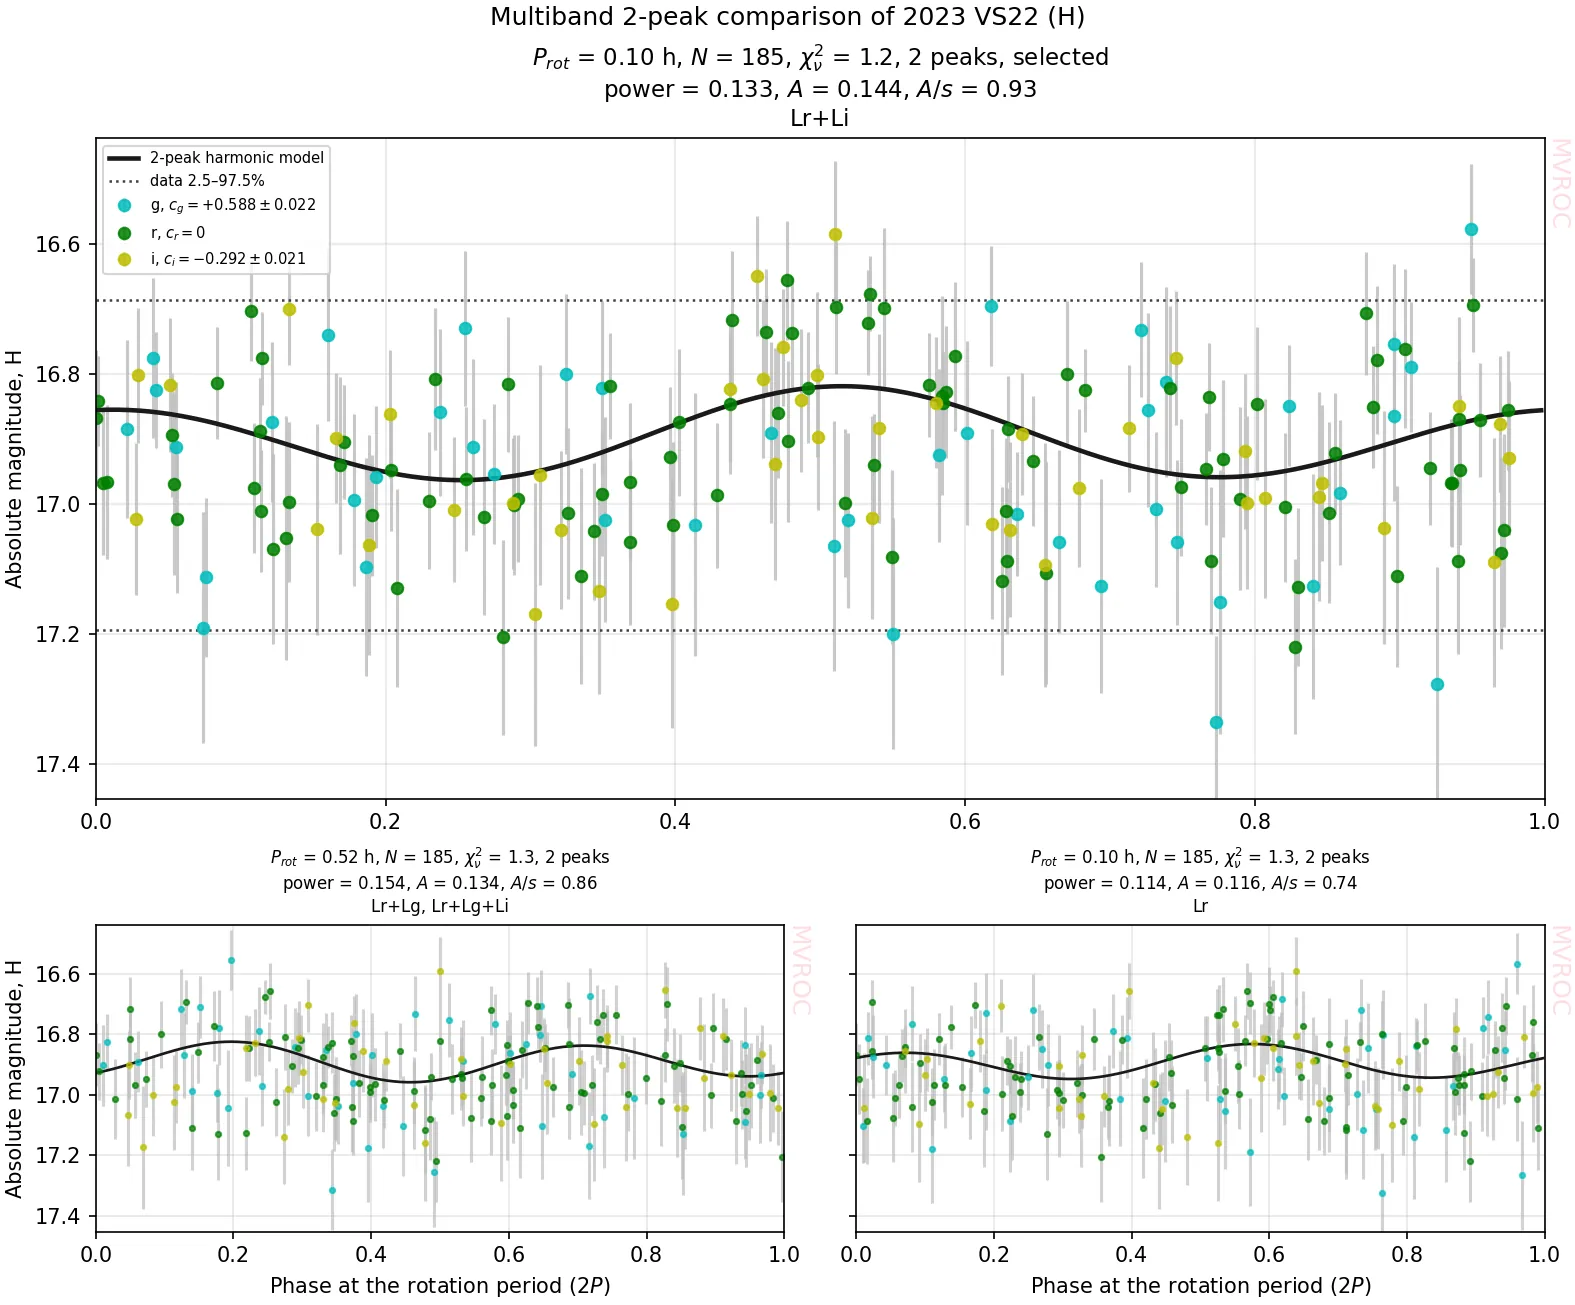 Multiband 2-peak comparison of 2023 VS22 (H)
P_rot = 0.10 h, N = 185, χ²_ν = 1.2, 2 peaks, selected
power = 0.133, A = 0.144, A/s = 0.93
Lr+Li
2-peak harmonic model
data 2.5–97.5%
g, c_g = +0.588 ± 0.022
r, c_r = 0
i, c_i = −0.292 ± 0.021
MVROC
Absolute magnitude, H
16.6
16.8
17.0
17.2
17.4
0.0 0.2 0.4 0.6 0.8 1.0
P_rot = 0.52 h, N = 185, χ²_ν = 1.3, 2 peaks
power = 0.154, A = 0.134, A/s = 0.86
Lr+Lg, Lr+Lg+Li
MVROC
Absolute magnitude, H
16.6
16.8
17.0
17.2
17.4
0.0 0.2 0.4 0.6 0.8 1.0
Phase at the rotation period (2P)
P_rot = 0.10 h, N = 185, χ²_ν = 1.3, 2 peaks
power = 0.114, A = 0.116, A/s = 0.74
Lr
MVROC
0.0 0.2 0.4 0.6 0.8 1.0
Phase at the rotation period (2P)